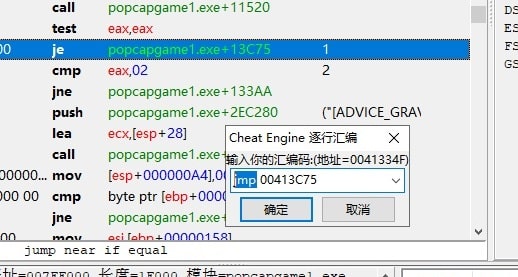 call popcapgame1.exe+11520
test eax,eax
00 je popcapgame1.exe+13C75 1
cmp eax,02 2
jne popcapgame1.exe+133AA
push popcapgame1.exe+2EC280 ("[ADVICE_GRAV
lea ecx,[esp+28]
call popcapgame1.exe
00000... mov [esp+000000A4],00
00 00 cmp byte ptr [ebp+0000
je popcapgame1.exe
mov esi,[ebp+00000158]
jump near if equal
DS
ES
FS
GS
Cheat Engine 逐行汇编
输入你的汇编码:(地址=0041334F)
jmp 00413C75
确定 取消
址=007FF000 长度=1F000 模块=popcapgame1.exe